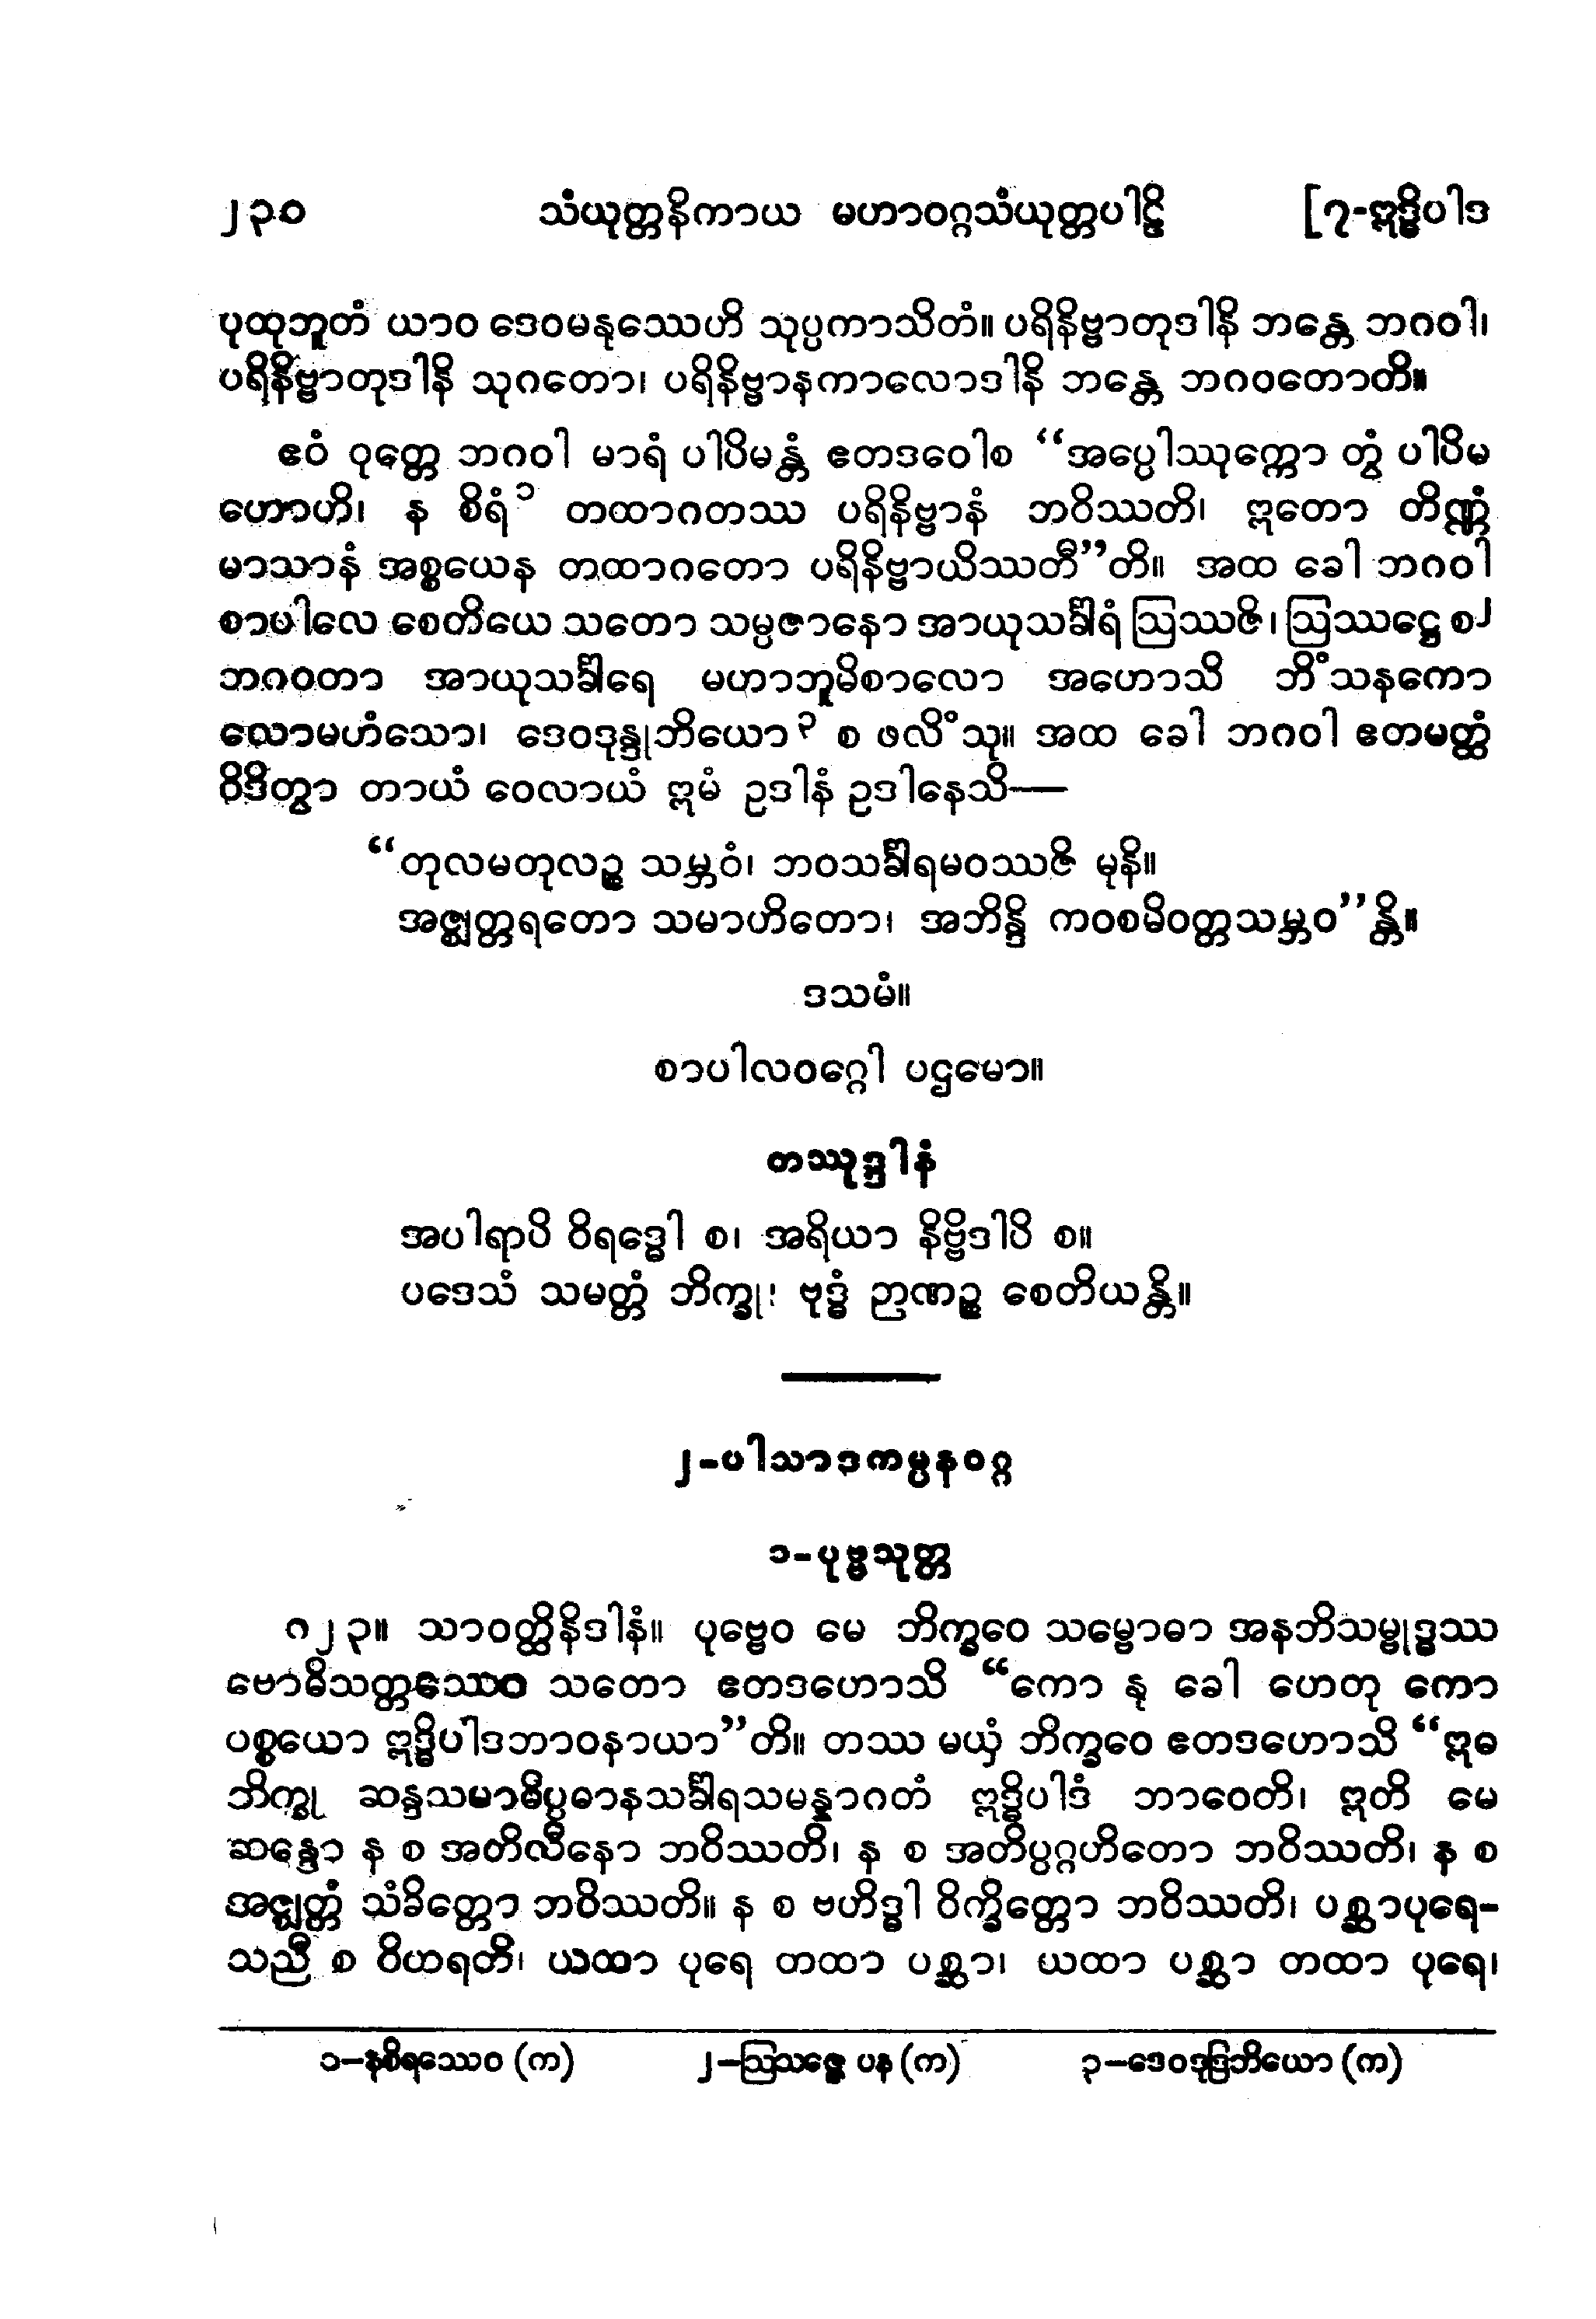 ၂၃၀ သံယုတ္တနိကာယ မဟာဝဂ္ဂသံယုတ္တပါဠိ [၇-ဣဒ္ဓိပါဒ
ပုထုဘူတံ ယာဝ ဒေဝမနုဿေဟိ သုပ္ပကာသိတံ။ ပရိနိဗ္ဗာတုဒါနိ ဘန္တေ ဘဂဝါ၊
ပရိနိဗ္ဗာတုဒါနိ သုဂတော၊ ပရိနိဗ္ဗာနကာလောဒါနိ ဘန္တေ ဘဂဝတောတိ။
ဧဝံ ဝုတ္တေ ဘဂဝါ မာရံ ပါပိမန္တံ ဧတဒဝေါစ “အပ္ပေါဿုက္ကော တွံ ပါပိမ
ဟောဟိ၊ န စိရံ၁ တထာဂတဿ ပရိနိဗ္ဗာနံ ဘဝိဿတိ၊ ဣတော တိဏ္ဏံ
မာသာနံ အစ္စယေန တထာဂတော ပရိနိဗ္ဗာယိဿတီ”တိ။ အထ ခေါ ဘဂဝါ
စာပါလေ စေတိယေ သတော သမ္ပဇာနော အာယုသင်္ခါရံ ဩဿဇိ၊ ဩဿဋ္ဌေ စ၂
ဘဂဝတာ အာယုသင်္ခါရေ မဟာဘူမိစာလော အဟောသိ ဘိံသနကော
လောမဟံသော၊ ဒေဝဒုန္ဒုဘိယော၃ စ ဖလိံသု။ အထ ခေါ ဘဂဝါ ဧတမတ္ထံ
ဝိဒိတွာ တာယံ ဝေလာယံ ဣမံ ဥဒါနံ ဥဒါနေသိ—
“တုလမတုလဉ္စ သမ္ဘဝံ၊ ဘဝသင်္ခါရမဝဿဇိ မုနိ။
အဇ္ဈတ္တရတော သမာဟိတော၊ အဘိန္ဒိ ကဝစမိဝတ္တသမ္ဘဝ”န္တိ။
ဒသမံ။
စာပါလဝဂ္ဂေါ ပဌမော။
တဿုဒ္ဒါနံ
အပါရာပိ ဝိရဒ္ဓေါ စ၊ အရိယာ နိဗ္ဗိဒါပိ စ။
ပဒေသံ သမတ္တံ ဘိက္ခု၊ ဗုဒ္ဓံ ဉာဏဉ္စ စေတိယန္တိ။
၂-ပါသာဒကမ္ပနဝဂ္ဂ
၁-ပုဗ္ဗသုတ္တ
၈၂၃။ သာဝတ္ထိနိဒါနံ။ ပုဗ္ဗေဝ မေ ဘိက္ခဝေ သမ္ဗောဓာ အနဘိသမ္ဗုဒ္ဓဿ
ဗောဓိသတ္တဿေဝ သတော ဧတဒဟောသိ “ကော နု ခေါ ဟေတု ကော
ပစ္စယော ဣဒ္ဓိပါဒဘာဝနာယာ”တိ။ တဿ မယှံ ဘိက္ခဝေ ဧတဒဟောသိ “ဣဓ
ဘိက္ခု ဆန္ဒသမာဓိပ္ပဓာနသင်္ခါရသမန္နာဂတံ ဣဒ္ဓိပါဒံ ဘာဝေတိ၊ ဣတိ မေ
ဆန္ဒော န စ အတိလီနော ဘဝိဿတိ၊ န စ အတိပ္ပဂ္ဂဟိတော ဘဝိဿတိ၊ န စ
အဇ္ဈတ္တံ သံခိတ္တော ဘဝိဿတိ။ န စ ဗဟိဒ္ဓါ ဝိက္ခိတ္တော ဘဝိဿတိ၊ ပစ္ဆာပုရေ-
သညီ စ ဝိဟရတိ၊ ယထာ ပုရေ တထာ ပစ္ဆာ၊ ယထာ ပစ္ဆာ တထာ ပုရေ၊
၁—နစိရဿေဝ (က) ၂—ဩသဇ္ဇေ ပန (က) ၃—ဒေဝဒုဒြဘိယော (က)